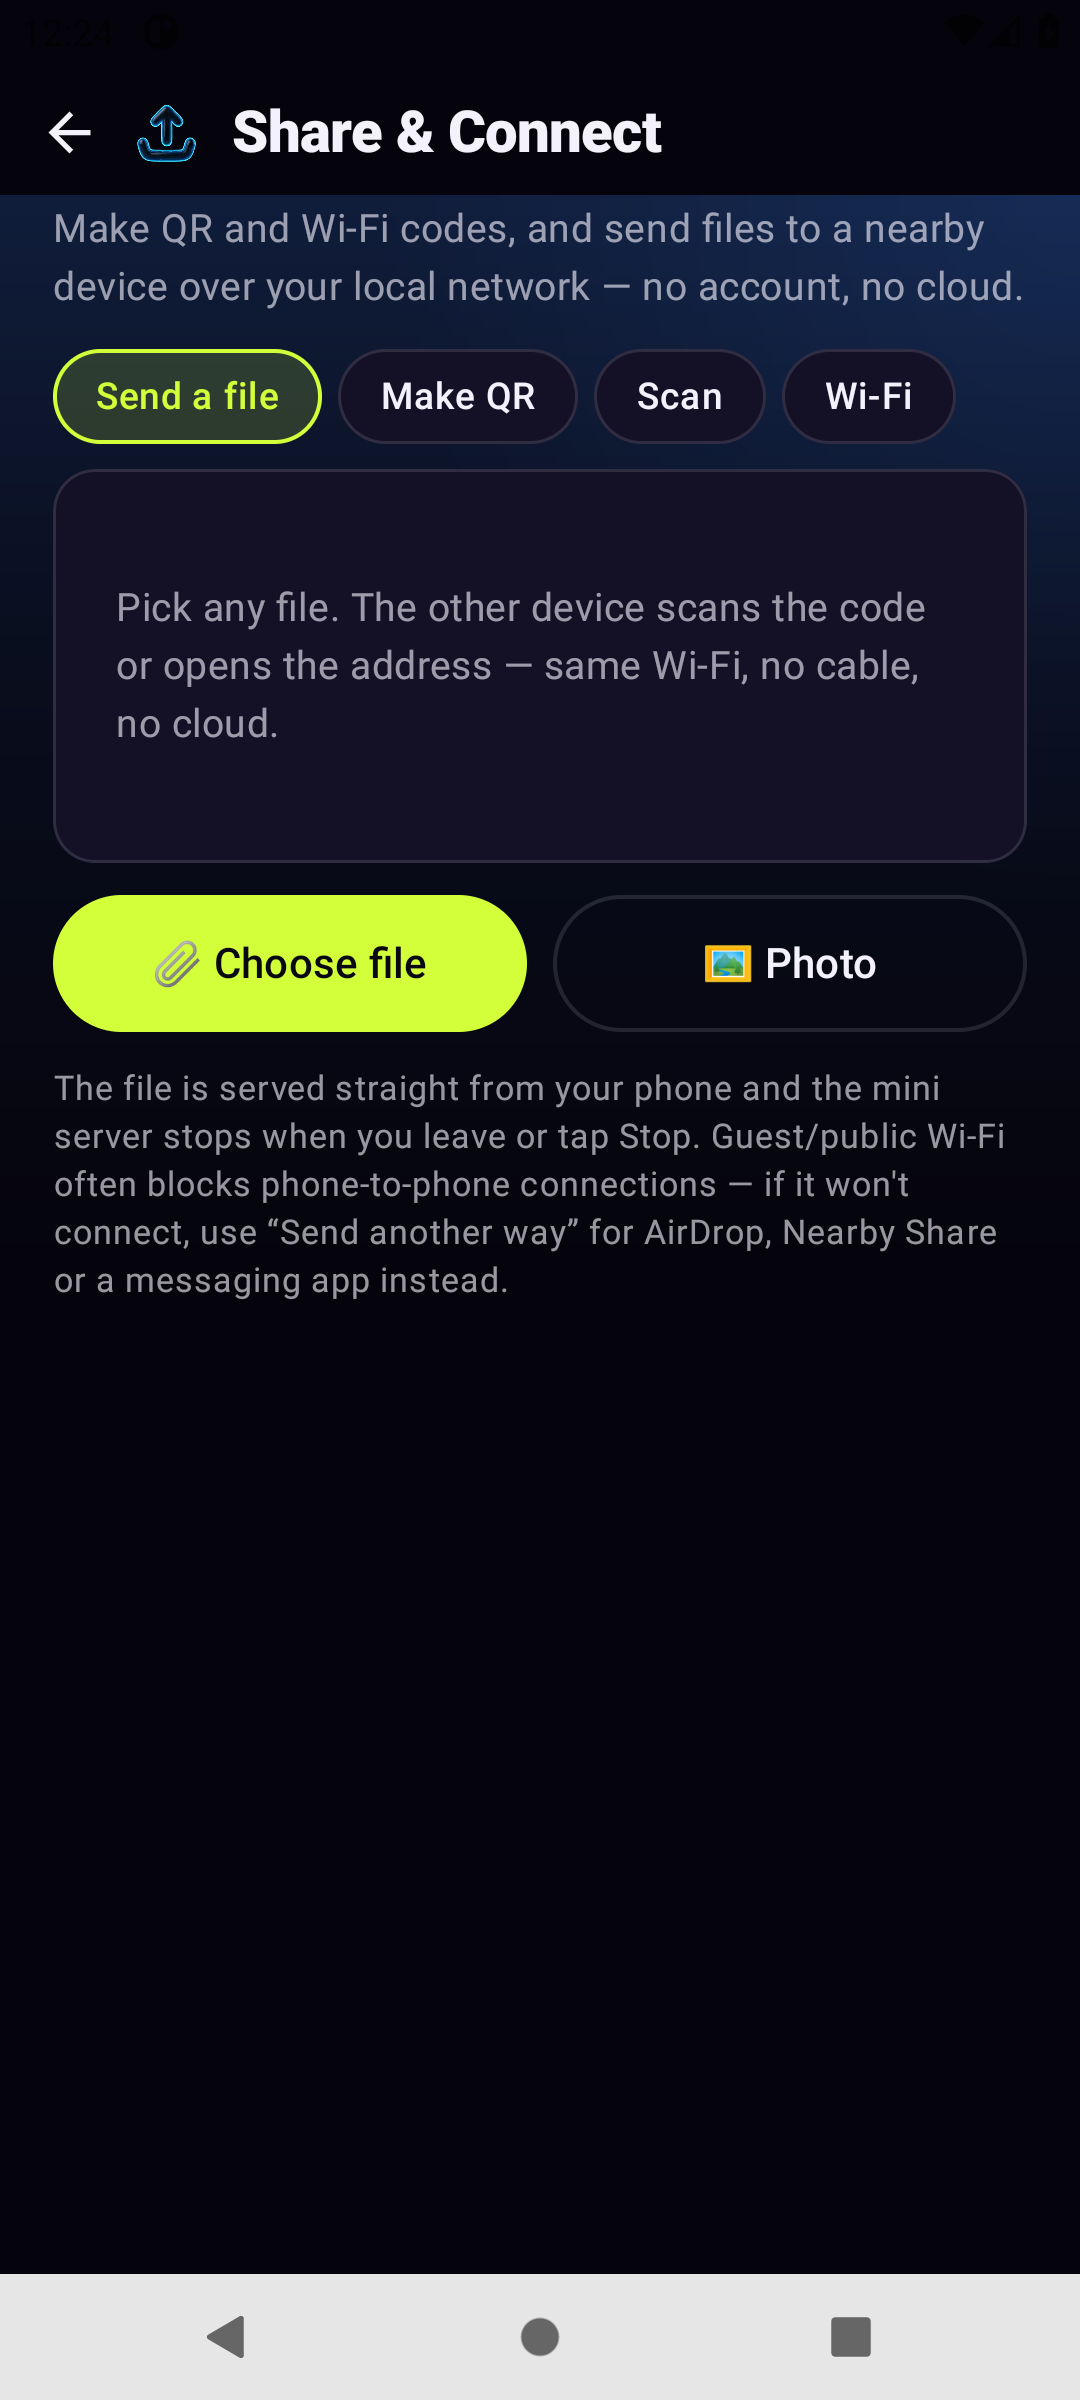 12:24
Share & Connect
Make QR and Wi-Fi codes, and send files to a nearby
device over your local network — no account, no cloud.
Send a file
Make QR
Scan
Wi-Fi
Pick any file. The other device scans the code
or opens the address — same Wi-Fi, no cable,
no cloud.
Choose file
Photo
The file is served straight from your phone and the mini
server stops when you leave or tap Stop. Guest/public Wi-Fi
often blocks phone-to-phone connections — if it won't
connect, use “Send another way” for AirDrop, Nearby Share
or a messaging app instead.